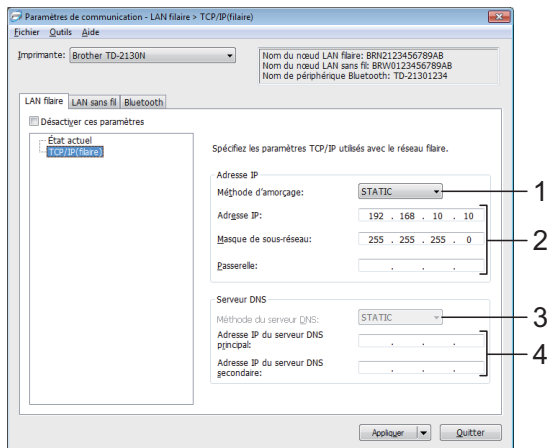 Paramètres de communication - LAN filaire > TCP/IP(filaire)
Fichier Outils Aide
Imprimante: Brother TD-2130N
Nom du nœud LAN filaire: BRN2123456789AB
Nom du nœud LAN sans fil: BRW0123456789AB
Nom de périphérique Bluetooth: TD-21301234
LAN filaire LAN sans fil Bluetooth
Désactiver ces paramètres
État actuel
TCP/IP(filaire)
Spécifiez les paramètres TCP/IP utilisés avec le réseau filaire.
Adresse IP
Méthode d'amorçage: STATIC 1
Adresse IP: 192 . 168 . 10 . 10
2
Masque de sous-réseau: 255 . 255 . 255 . 0
Passerelle: . . .
Serveur DNS
Méthode du serveur DNS: STATIC 3
Adresse IP du serveur DNS
principal: . . .
4
Adresse IP du serveur DNS
secondaire: . . .
Appliquer Quitter